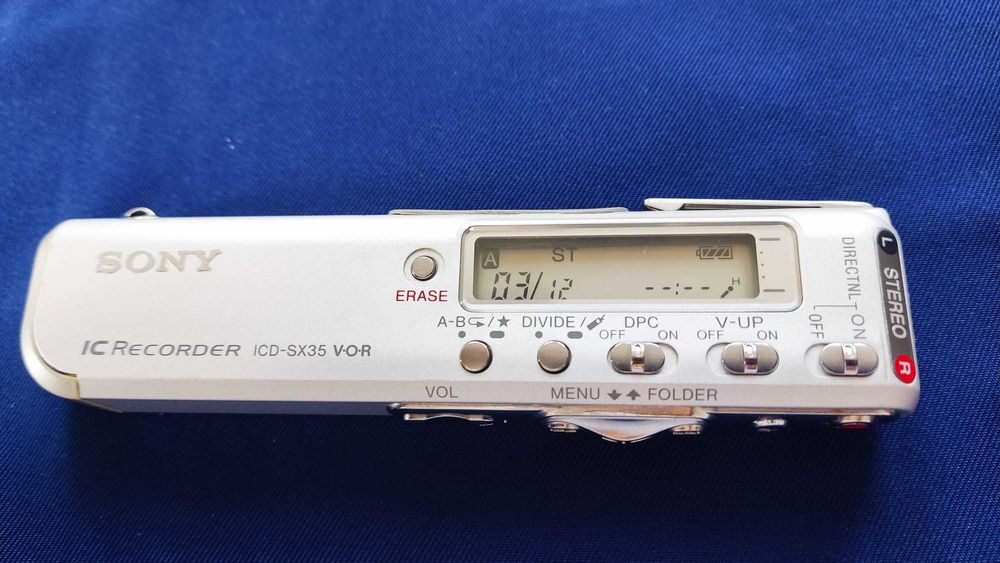 SONY
IC RECORDER ICD-SX35 V·O·R
ERASE
A ST
03/12 --:-- H
A-B /★ DIVIDE / DPC V-UP
OFF ON OFF ON
VOL MENU FOLDER
DIRECTNL
OFF ON
L STEREO R